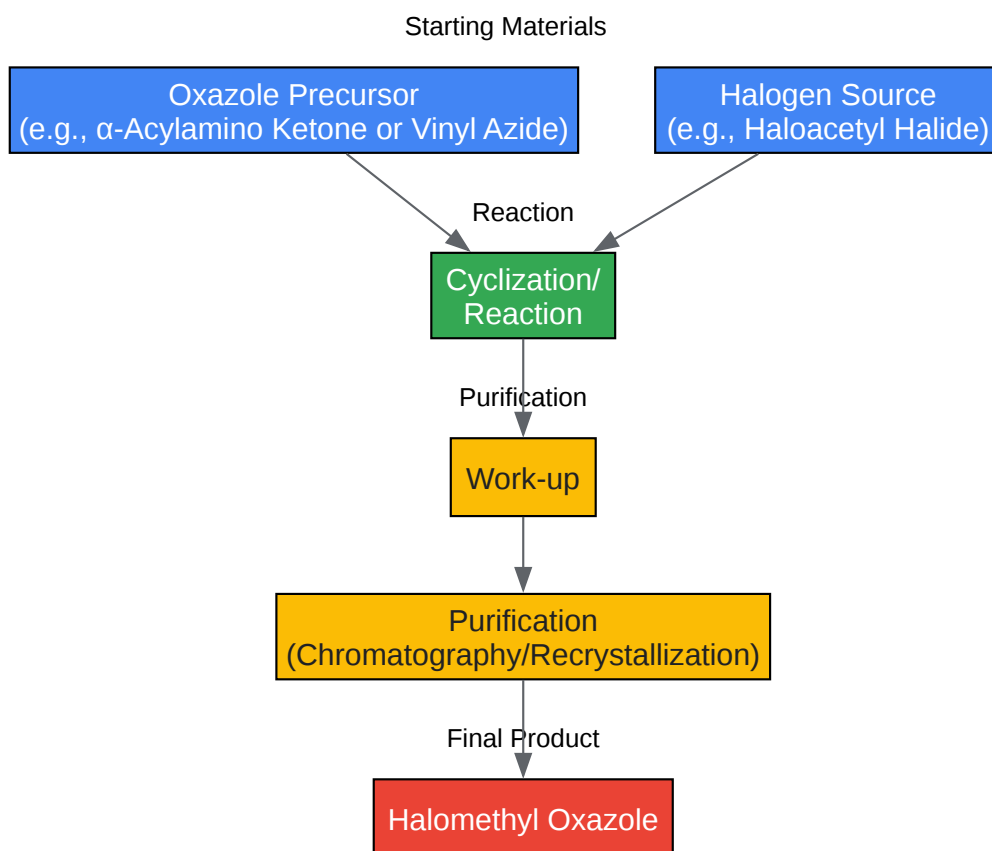 Starting Materials
Oxazole Precursor
(e.g., α-Acylamino Ketone or Vinyl Azide)
Halogen Source
(e.g., Haloacetyl Halide)
Reaction
Cyclization/
Reaction
Purification
Work-up
Purification
(Chromatography/Recrystallization)
Final Product
Halomethyl Oxazole